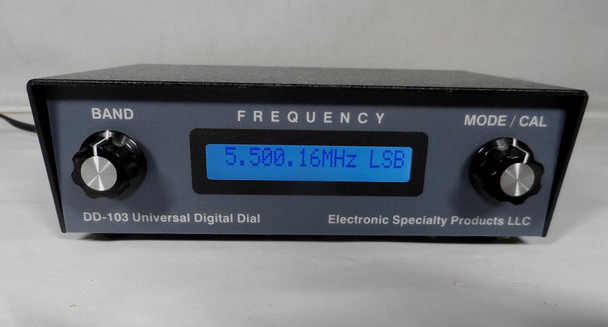 BAND
FREQUENCY
MODE / CAL
5.500.16MHz LSB
DD-103 Universal Digital Dial
Electronic Specialty Products LLC